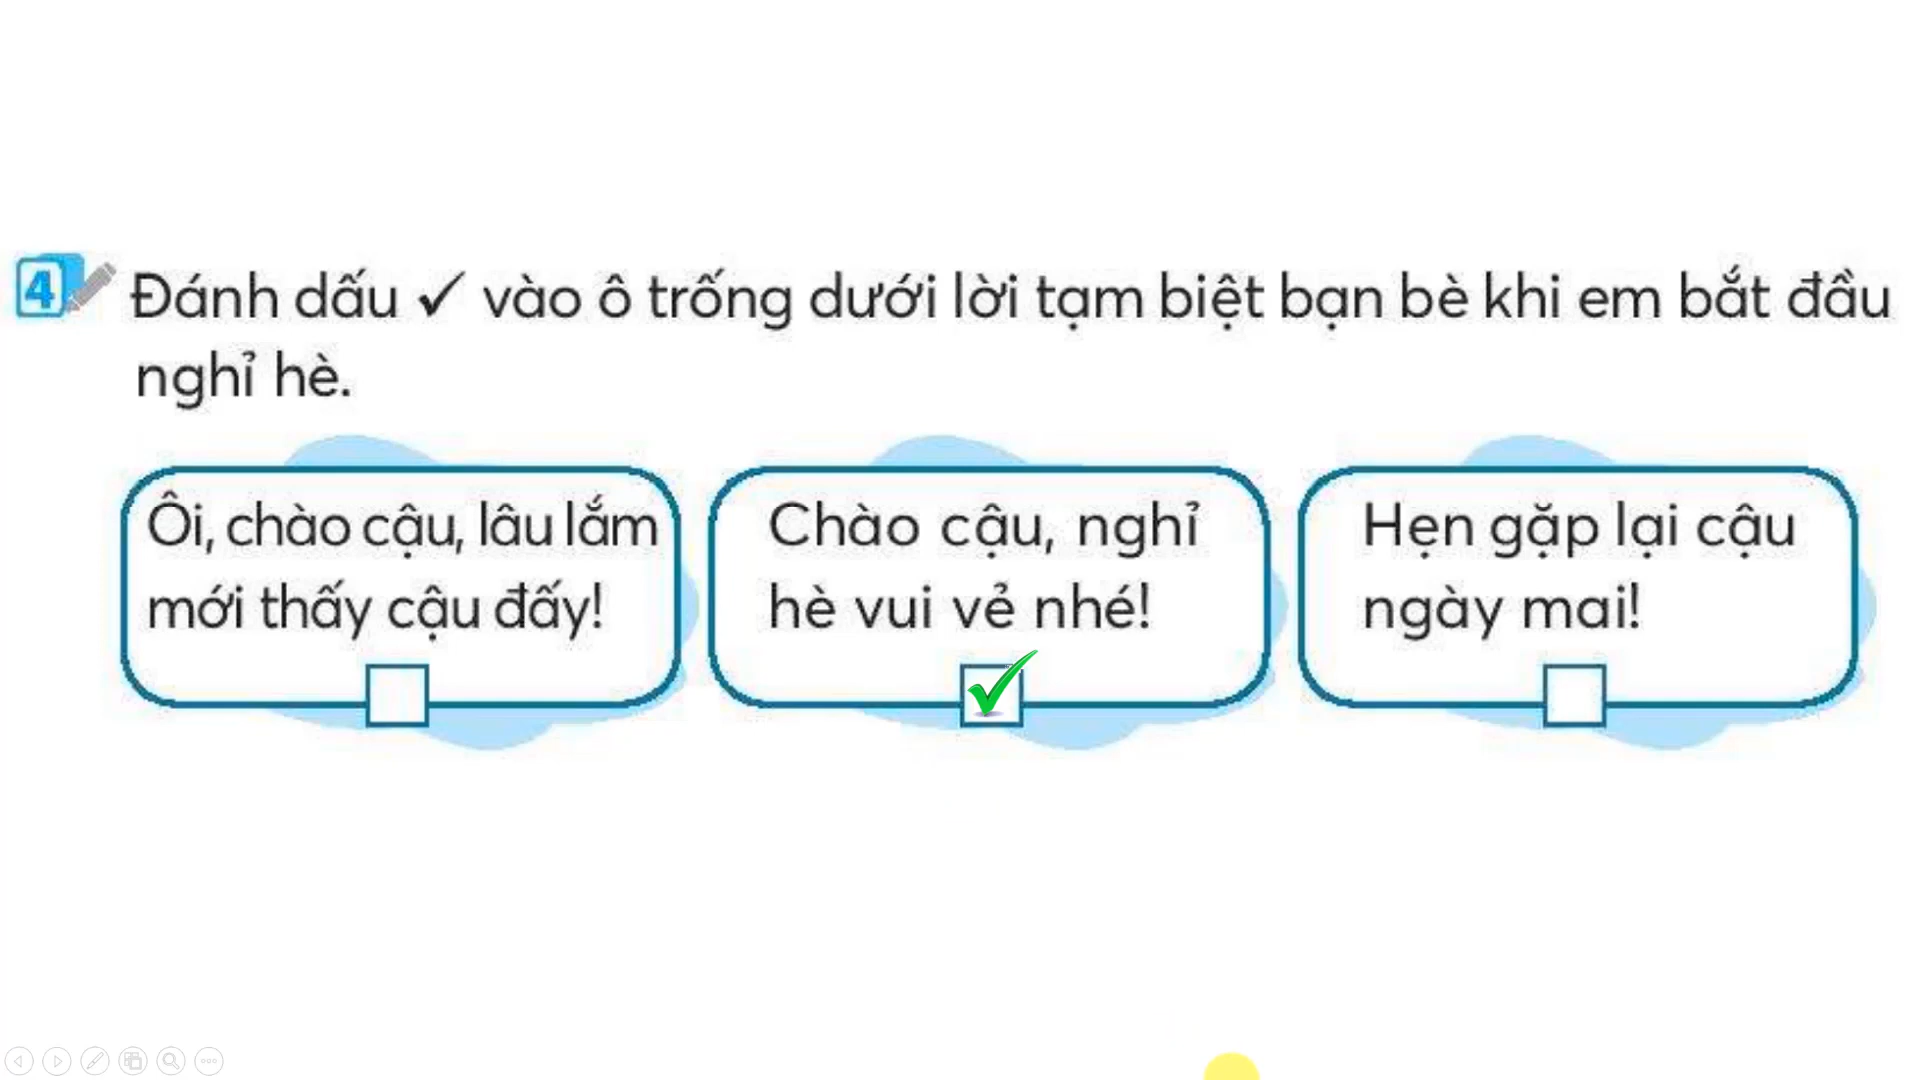 4 Đánh dấu ✓ vào ô trống dưới lời tạm biệt bạn bè khi em bắt đầu
nghỉ hè.
Ôi, chào cậu, lâu lắm
mới thấy cậu đấy!
Chào cậu, nghỉ
hè vui vẻ nhé!
Hẹn gặp lại cậu
ngày mai!